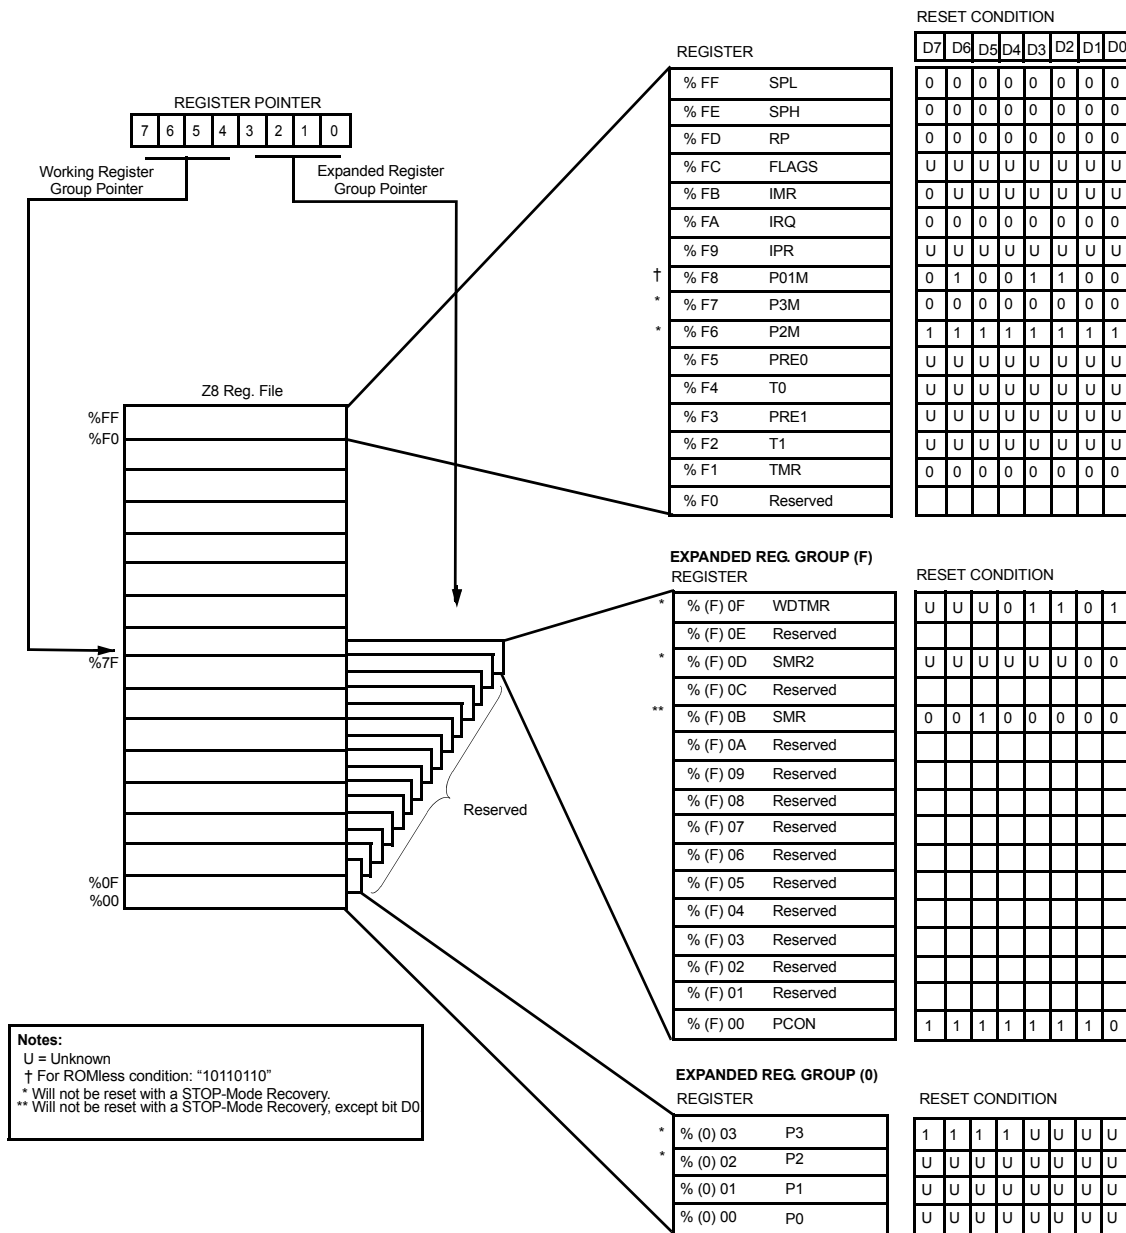 REGISTER POINTER
7 6 5 4 3 2 1 0
Working Register
Group Pointer
Expanded Register
Group Pointer
Z8 Reg. File
%FF
%F0
%7F
%0F
%00
Reserved
RESET CONDITION
REGISTER D7 D6 D5 D4 D3 D2 D1 D0
% FF SPL 0 0 0 0 0 0 0 0
% FE SPH 0 0 0 0 0 0 0 0
% FD RP 0 0 0 0 0 0 0 0
% FC FLAGS U U U U U U U U
% FB IMR 0 U U U U U U U
% FA IRQ 0 0 0 0 0 0 0 0
% F9 IPR U U U U U U U U
† % F8 P01M 0 1 0 0 1 1 0 0
* % F7 P3M 0 0 0 0 0 0 0 0
* % F6 P2M 1 1 1 1 1 1 1 1
% F5 PRE0 U U U U U U U U
% F4 T0 U U U U U U U U
% F3 PRE1 U U U U U U U U
% F2 T1 U U U U U U U U
% F1 TMR 0 0 0 0 0 0 0 0
% F0 Reserved
EXPANDED REG. GROUP (F)
REGISTER RESET CONDITION
* % (F) 0F WDTMR U U U 0 1 1 0 1
% (F) 0E Reserved
* % (F) 0D SMR2 U U U U U U 0 0
% (F) 0C Reserved
** % (F) 0B SMR 0 0 1 0 0 0 0 0
% (F) 0A Reserved
% (F) 09 Reserved
% (F) 08 Reserved
% (F) 07 Reserved
% (F) 06 Reserved
% (F) 05 Reserved
% (F) 04 Reserved
% (F) 03 Reserved
% (F) 02 Reserved
% (F) 01 Reserved
% (F) 00 PCON 1 1 1 1 1 1 1 0
EXPANDED REG. GROUP (0)
REGISTER RESET CONDITION
* % (0) 03 P3 1 1 1 1 U U U U
* % (0) 02 P2 U U U U U U U U
% (0) 01 P1 U U U U U U U U
% (0) 00 P0 U U U U U U U U
Notes:
U = Unknown
† For ROMless condition: “10110110”
* Will not be reset with a STOP-Mode Recovery.
** Will not be reset with a STOP-Mode Recovery, except bit D0